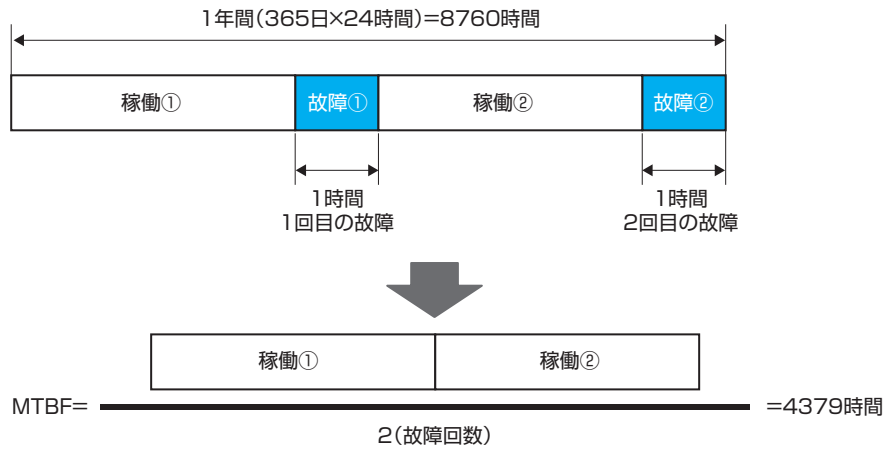 1年間(365日×24時間)=8760時間
稼働① 故障① 稼働② 故障②
1時間 1時間
1回目の故障 2回目の故障
稼働① 稼働②
MTBF= =4379時間
2(故障回数)